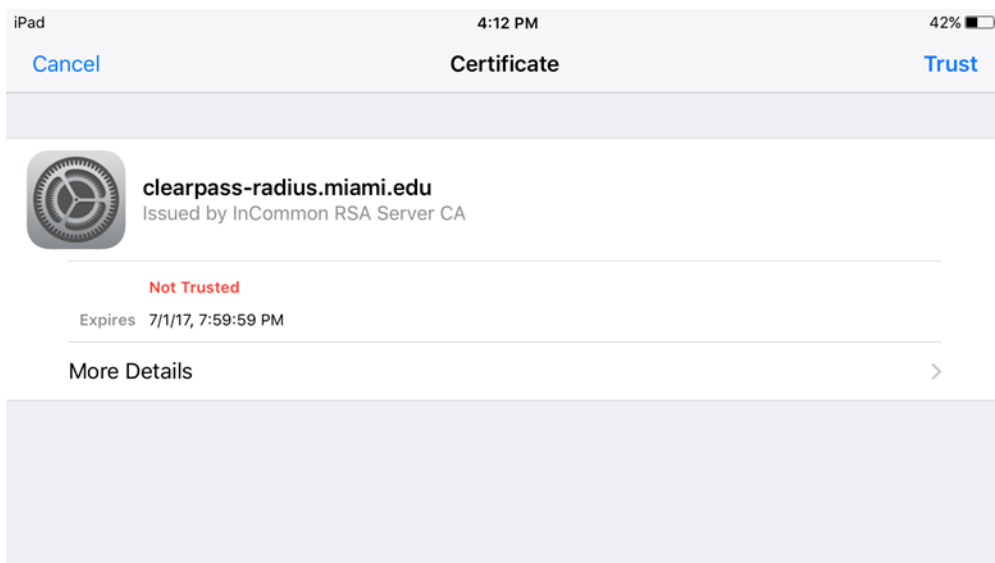 iPad 4:12 PM 42%
Cancel Certificate Trust
clearpass-radius.miami.edu
Issued by InCommon RSA Server CA
Not Trusted
Expires 7/1/17, 7:59:59 PM
More Details